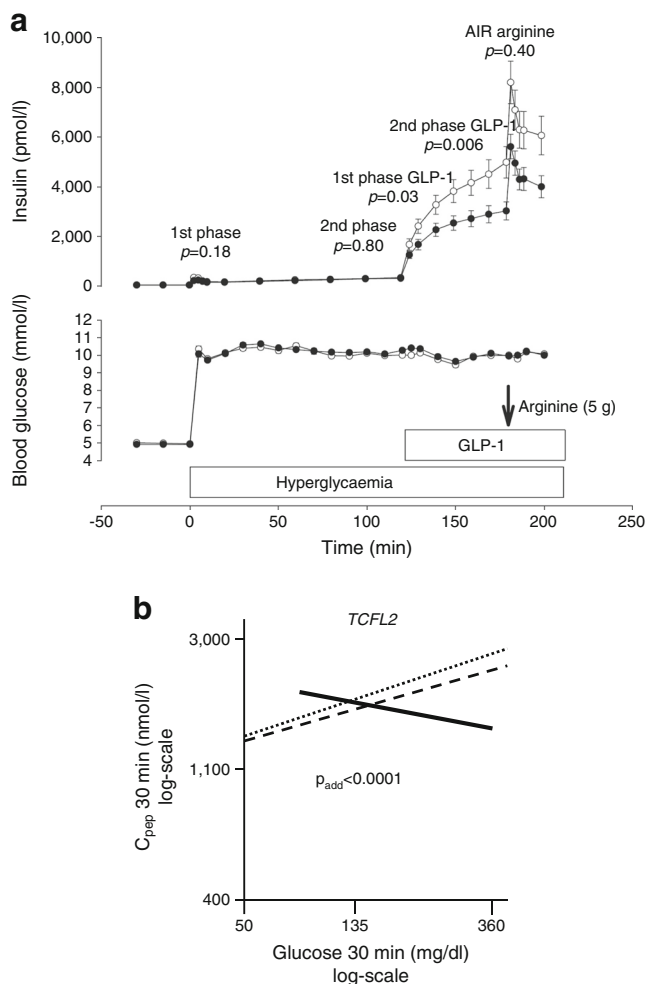 a
10,000
8,000
6,000
4,000
2,000
0
Insulin (pmol/l)
1st phase
p=0.18
2nd phase
p=0.80
1st phase GLP-1
p=0.03
2nd phase GLP-1
p=0.006
AIR arginine
p=0.40
12
11
10
9
8
7
6
5
4
Blood glucose (mmol/l)
Arginine (5 g)
GLP-1
Hyperglycaemia
-50 0 50 100 150 200 250
Time (min)
b
TCFL2
3,000
1,100
400
C_pep 30 min (nmol/l)
log-scale
p_add<0.0001
50 135 360
Glucose 30 min (mg/dl)
log-scale